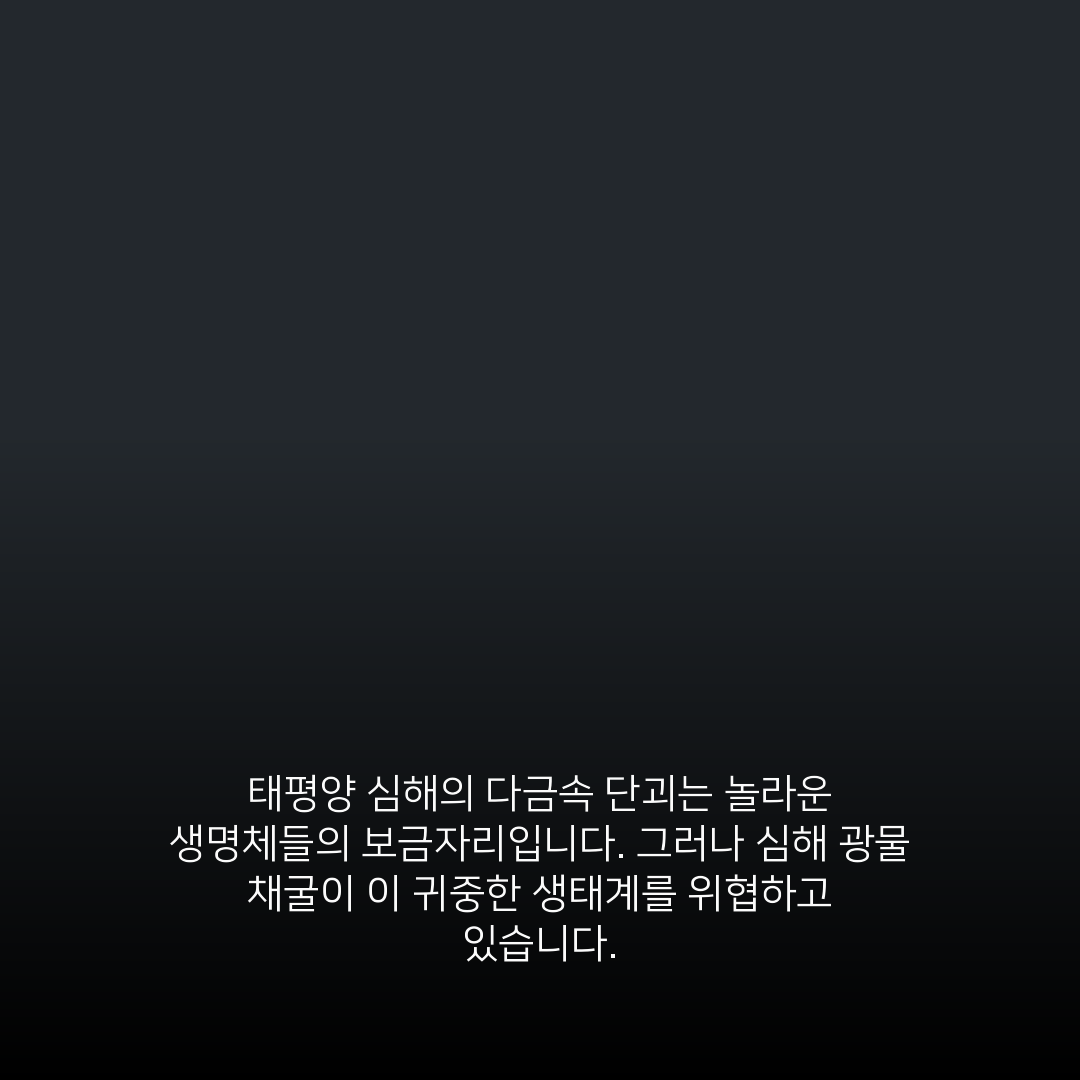 태평양 심해의 다금속 단괴는 놀라운
생명체들의 보금자리입니다. 그러나 심해 광물
채굴이 이 귀중한 생태계를 위협하고
있습니다.